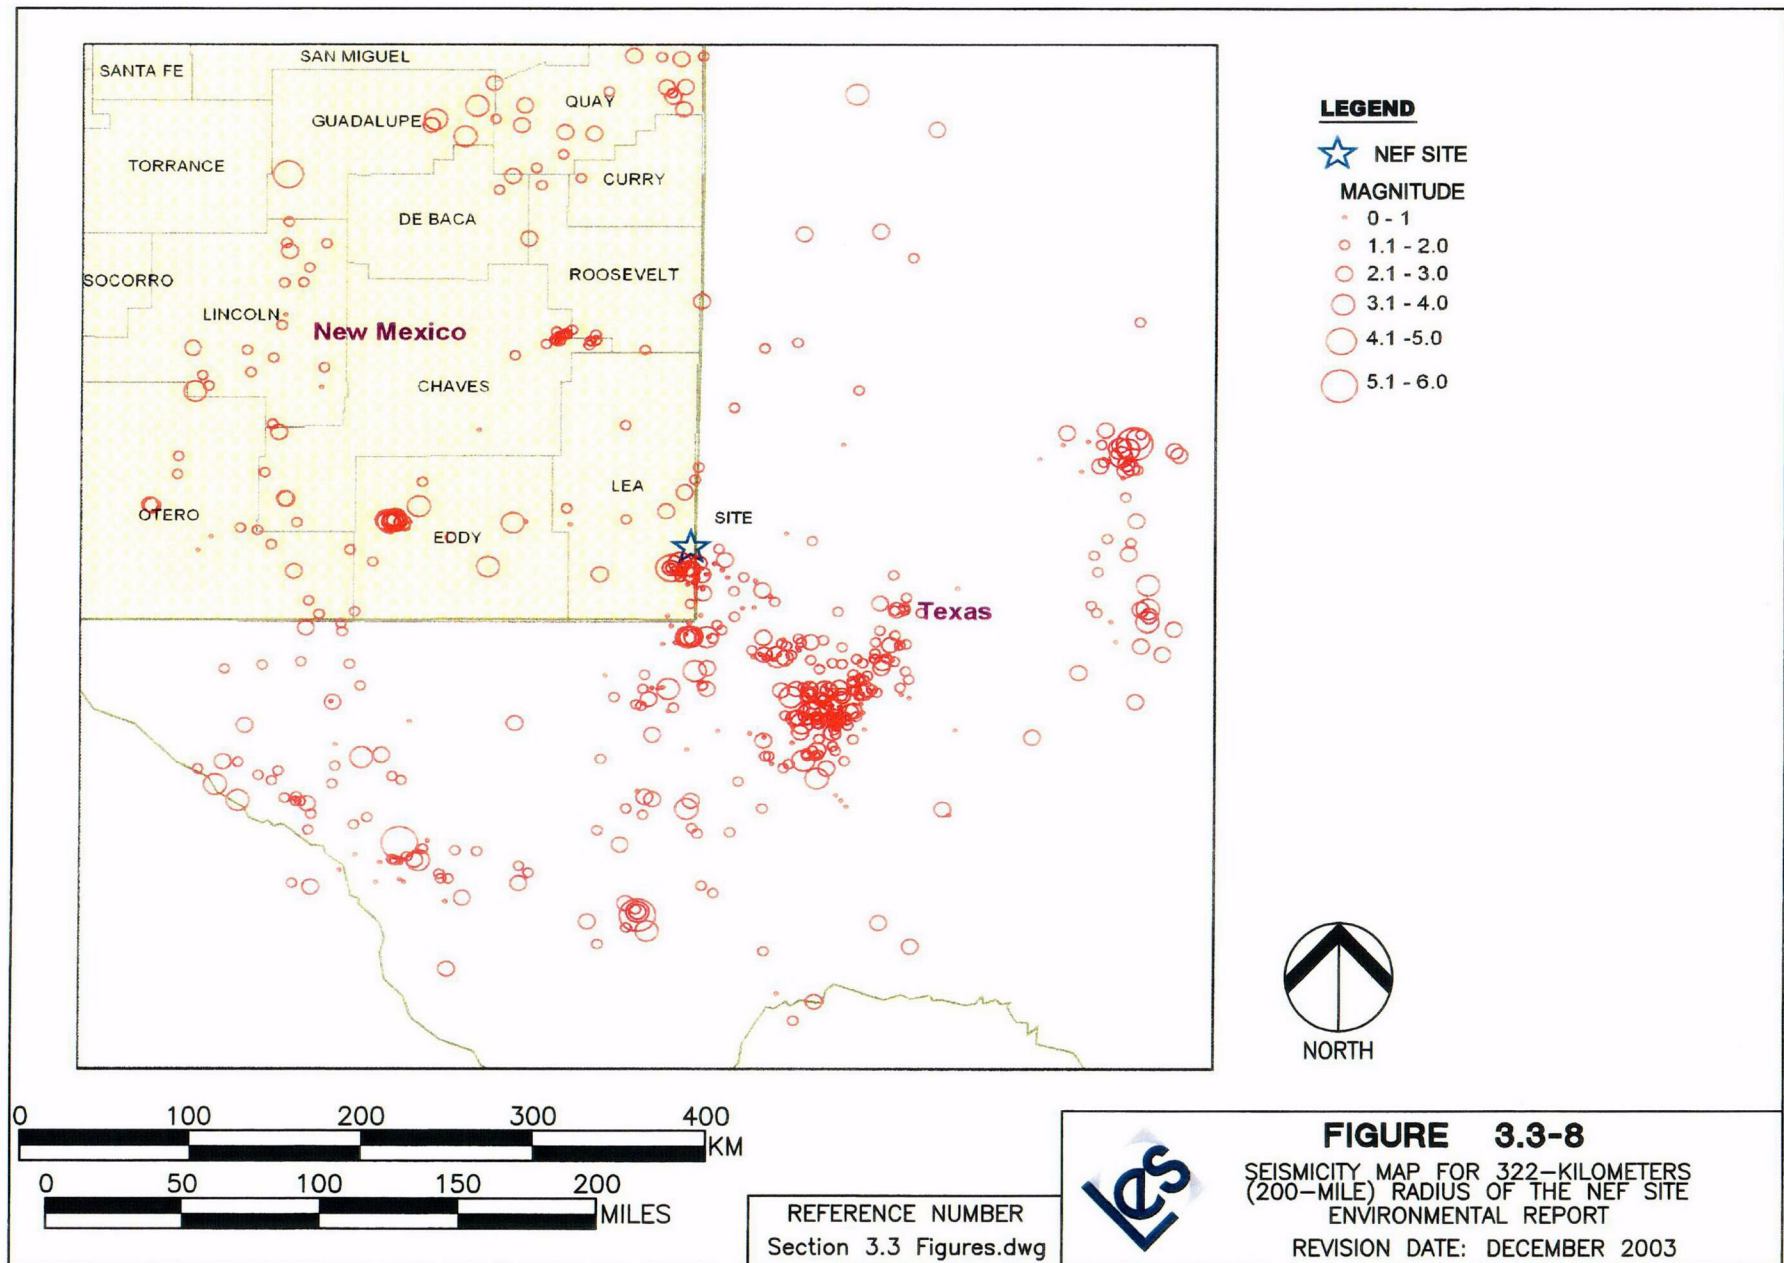 SANTA FE
SAN MIGUEL
GUADALUPE
QUAY
TORRANCE
CURRY
DE BACA
SOCORRO
ROOSEVELT
LINCOLN
New Mexico
CHAVES
LEA
OTERO
EDDY
SITE
Texas
LEGEND
NEF SITE
MAGNITUDE
0 - 1
1.1 - 2.0
2.1 - 3.0
3.1 - 4.0
4.1 -5.0
5.1 - 6.0
NORTH
0 100 200 300 400
KM
0 50 100 150 200
MILES
REFERENCE NUMBER
Section 3.3 Figures.dwg
Les
FIGURE 3.3-8
SEISMICITY MAP FOR 322-KILOMETERS
(200-MILE) RADIUS OF THE NEF SITE
ENVIRONMENTAL REPORT
REVISION DATE: DECEMBER 2003